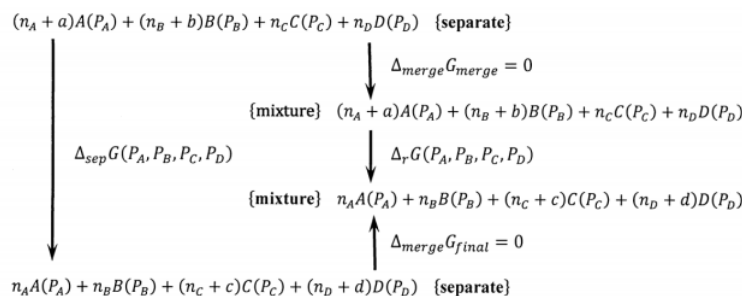 (n_A + a)A(P_A) + (n_B + b)B(P_B) + n_C C(P_C) + n_D D(P_D) {separate}
Δ_merge G_merge = 0
{mixture} (n_A + a)A(P_A) + (n_B + b)B(P_B) + n_C C(P_C) + n_D D(P_D)
Δ_sep G(P_A, P_B, P_C, P_D)
Δ_r G(P_A, P_B, P_C, P_D)
{mixture} n_A A(P_A) + n_B B(P_B) + (n_C + c)C(P_C) + (n_D + d)D(P_D)
Δ_merge G_final = 0
n_A A(P_A) + n_B B(P_B) + (n_C + c)C(P_C) + (n_D + d)D(P_D) {separate}